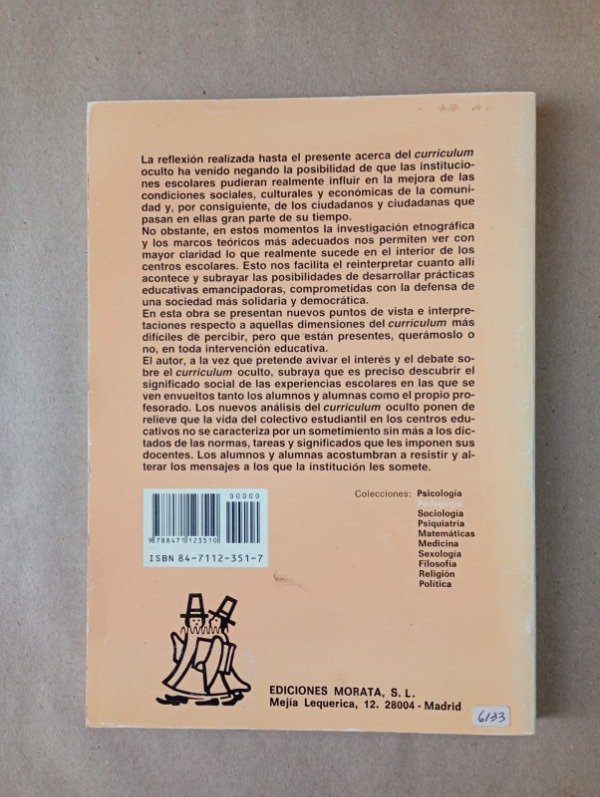 La reflexión realizada hasta el presente acerca del curriculum
oculto ha venido negando la posibilidad de que las institucio-
nes escolares pudieran realmente influir en la mejora de las
condiciones sociales, culturales y económicas de la comuni-
dad y, por consiguiente, de los ciudadanos y ciudadanas que
pasan en ellas gran parte de su tiempo.
No obstante, en estos momentos la investigación etnográfica
y los marcos teóricos más adecuados nos permiten ver con
mayor claridad lo que realmente sucede en el interior de los
centros escolares. Esto nos facilita el reinterpretar cuanto allí
acontece y subrayar las posibilidades de desarrollar prácticas
educativas emancipadoras, comprometidas con la defensa de
una sociedad más solidaria y democrática.
En esta obra se presentan nuevos puntos de vista e interpre-
taciones respecto a aquellas dimensiones del curriculum más
difíciles de percibir, pero que están presentes, querámoslo o
no, en toda intervención educativa.
El autor, a la vez que pretende avivar el interés y el debate so-
bre el curriculum oculto, subraya que es preciso descubrir el
significado social de las experiencias escolares en las que se
ven envueltos tanto los alumnos y alumnas como el propio pro-
fesorado. Los nuevos análisis del curriculum oculto ponen de
relieve que la vida del colectivo estudiantil en los centros edu-
cativos no se caracteriza por un sometimiento sin más a los dic-
tados de las normas, tareas y significados que les imponen sus
docentes. Los alumnos y alumnas acostumbran a resistir y al-
terar los mensajes a los que la institución les somete.
00000
9 788471 123510
ISBN 84-7112-351-7
Colecciones: Psicología
Pedagogía
Sociología
Psiquiatría
Matemáticas
Medicina
Sexología
Filosofía
Religión
Política
EDICIONES MORATA, S. L.
Mejía Lequerica, 12. 28004 - Madrid
6133